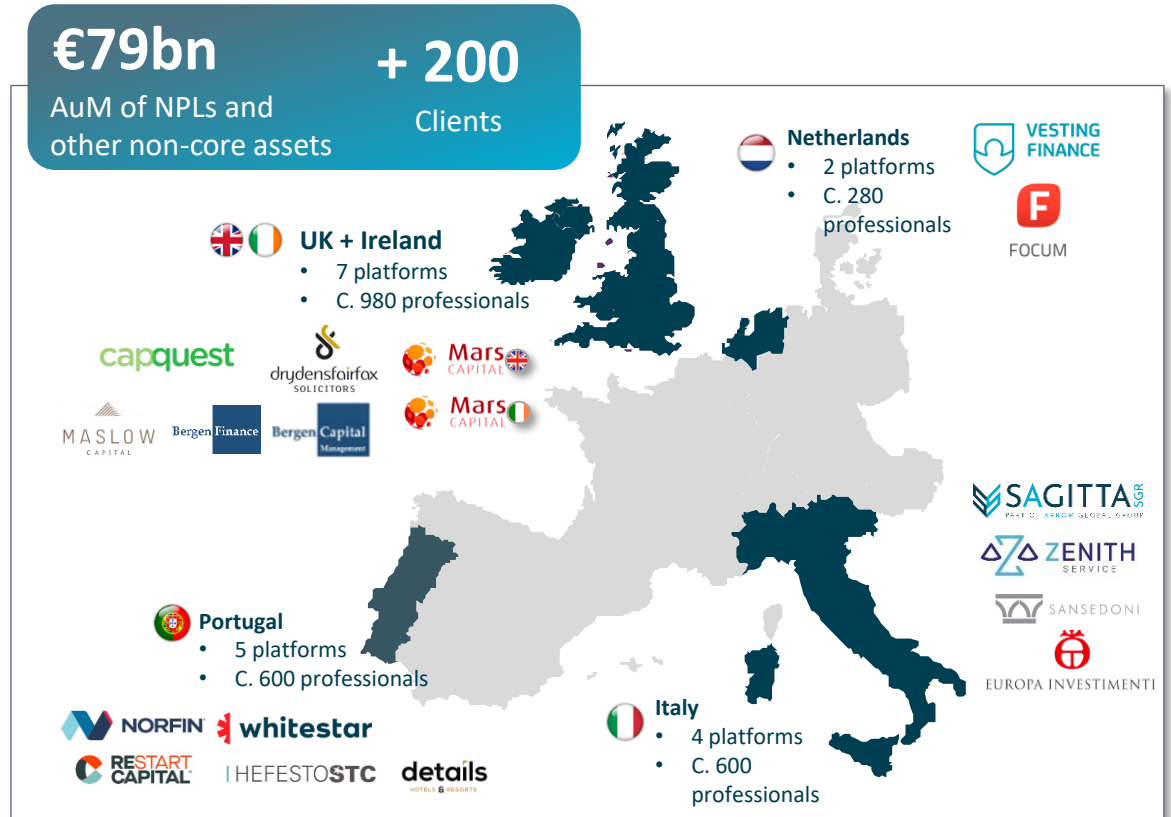 €79bn
AuM of NPLs and
other non-core assets
+ 200
Clients
Netherlands
• 2 platforms
• C. 280
professionals
VESTING
FINANCE
F
FOCUM
UK + Ireland
• 7 platforms
• C. 980 professionals
capquest
drydensfairfax
SOLICITORS
Mars
CAPITAL
Mars
CAPITAL
MASLOW
CAPITAL
Bergen Finance
Bergen Capital
Management
SAGITTA SGR
PART OF ARROW GLOBAL GROUP
ZENITH
SERVICE
SANSEDONI
EUROPA INVESTIMENTI
Portugal
• 5 platforms
• C. 600 professionals
NORFIN
whitestar
RESTART
CAPITAL
HEFESTOSTC
details
HOTELS & RESORTS
Italy
• 4 platforms
• C. 600
professionals